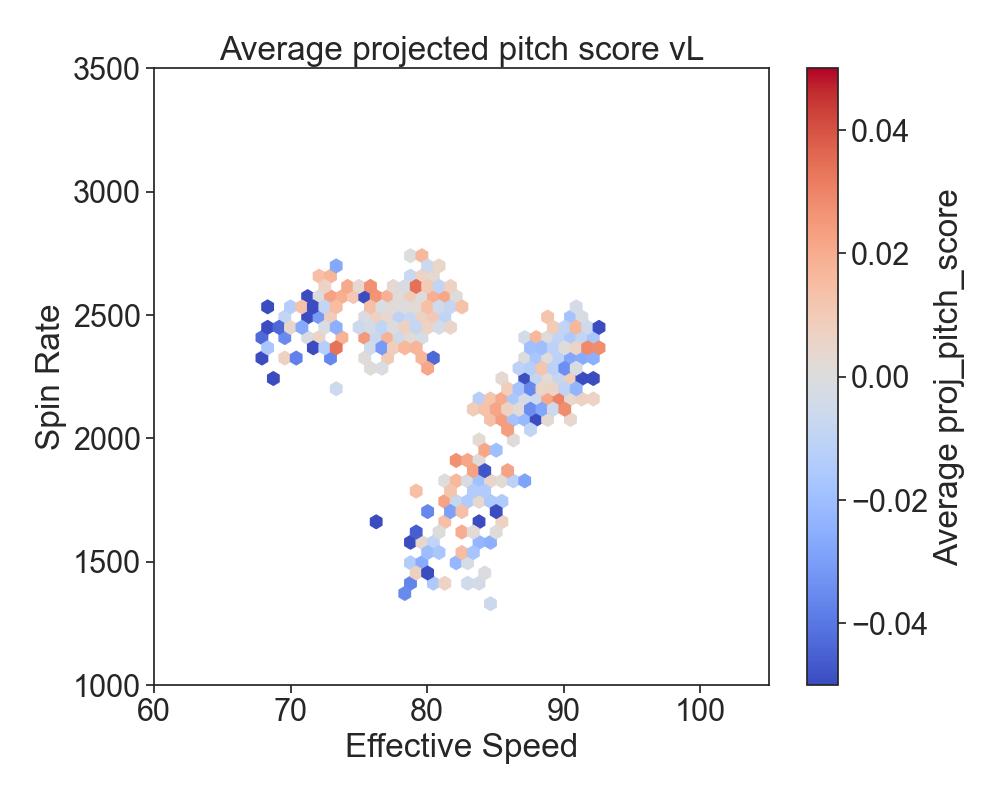 Average projected pitch score vL
3500
3000
2500
2000
1500
1000
Spin Rate
60 70 80 90 100
Effective Speed
0.04
0.02
0.00
−0.02
−0.04
Average proj_pitch_score